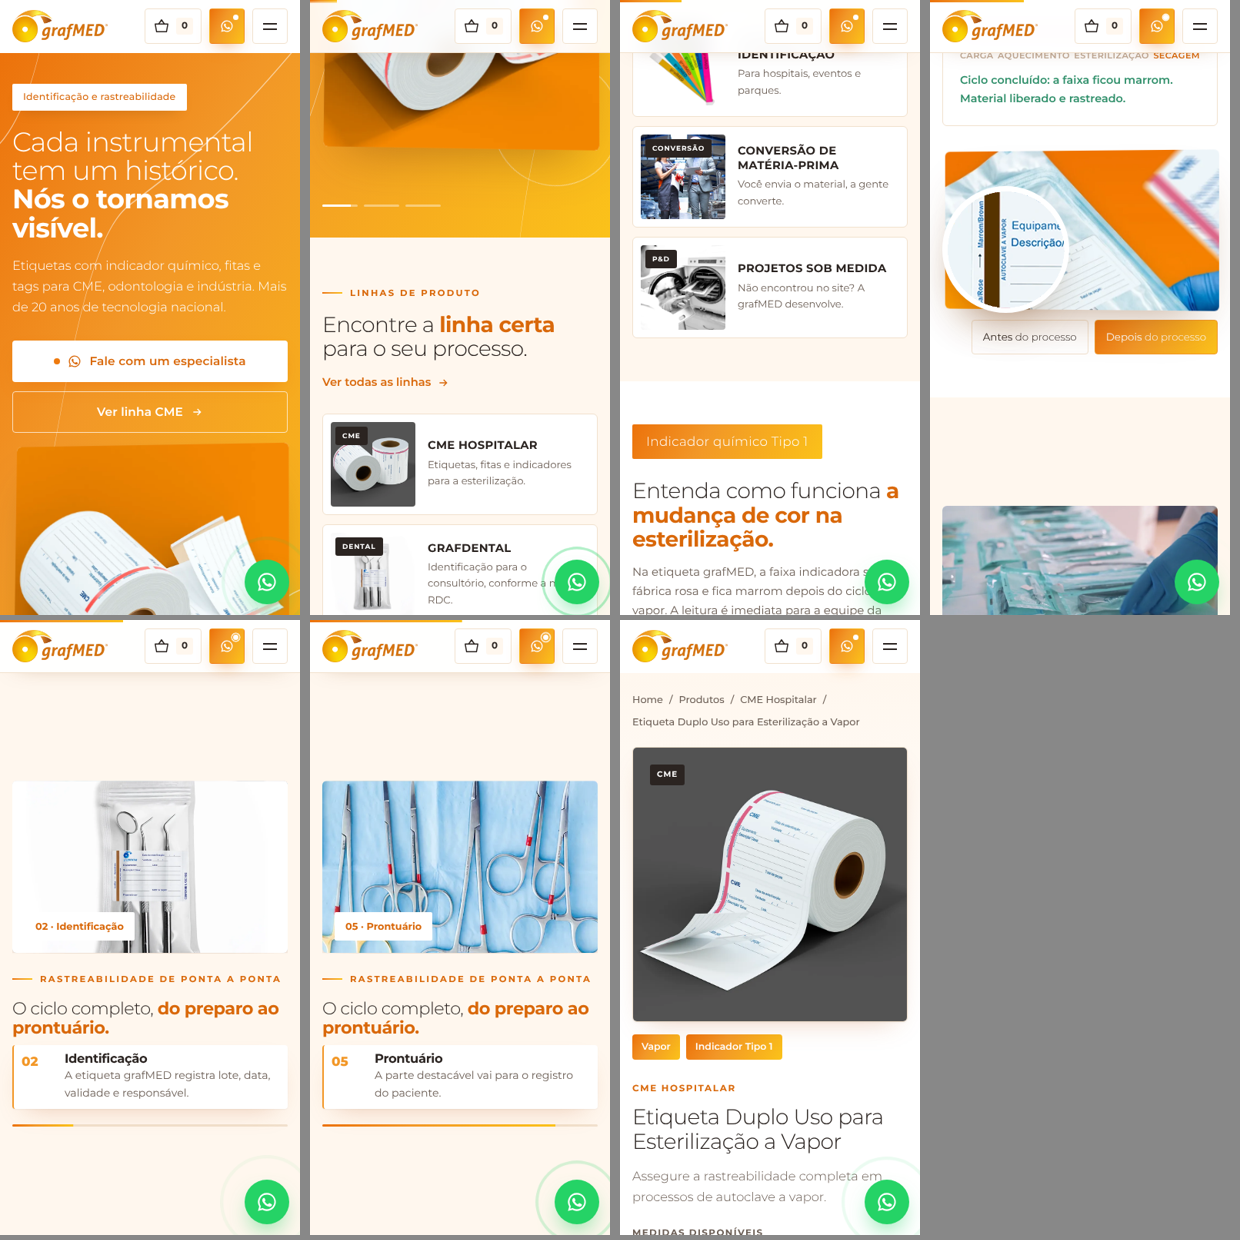 grafMED
0
Identificação e rastreabilidade
Cada instrumental
tem um histórico.
Nós o tornamos
visível.
Etiquetas com indicador químico, fitas e
tags para CME, odontologia e indústria. Mais
de 20 anos de tecnologia nacional.
Fale com um especialista
Ver linha CME →
grafMED
0
LINHAS DE PRODUTO
Encontre a linha certa
para o seu processo.
Ver todas as linhas →
CME
CME HOSPITALAR
Etiquetas, fitas e indicadores
para a esterilização.
DENTAL
GRAFDENTAL
Identificação para o
consultório, conforme a
RDC.
grafMED
0
IDENTIFICAÇÃO
Para hospitais, eventos e
parques.
CONVERSÃO
CONVERSÃO DE
MATÉRIA-PRIMA
Você envia o material, a gente
converte.
P&D
PROJETOS SOB MEDIDA
Não encontrou no site? A
grafMED desenvolve.
Indicador químico Tipo 1
Entenda como funciona a
mudança de cor na
esterilização.
Na etiqueta grafMED, a faixa indicadora
fábrica rosa e fica marrom depois do
vapor. A leitura é imediata para a equipe da
grafMED
0
CARGA AQUECIMENTO ESTERILIZAÇÃO SECAGEM
Ciclo concluído: a faixa ficou marrom.
Material liberado e rastreado.
Marrom/Brown
AUTOCLAVE A VAPOR
Equipame
Descrição/
Antes do processo
Depois do processo
grafMED
0
02 · Identificação
RASTREABILIDADE DE PONTA A PONTA
O ciclo completo, do preparo ao
prontuário.
02
Identificação
A etiqueta grafMED registra lote, data,
validade e responsável.
grafMED
0
05 · Prontuário
RASTREABILIDADE DE PONTA A PONTA
O ciclo completo, do preparo ao
prontuário.
05
Prontuário
A parte destacável vai para o registro
do paciente.
grafMED
0
Home / Produtos / CME Hospitalar /
Etiqueta Duplo Uso para Esterilização a Vapor
CME
CME
CME
Vapor
Indicador Tipo 1
CME HOSPITALAR
Etiqueta Duplo Uso para
Esterilização a Vapor
Assegure a rastreabilidade completa em
processos de autoclave a vapor.
MEDIDAS DISPONÍVEIS